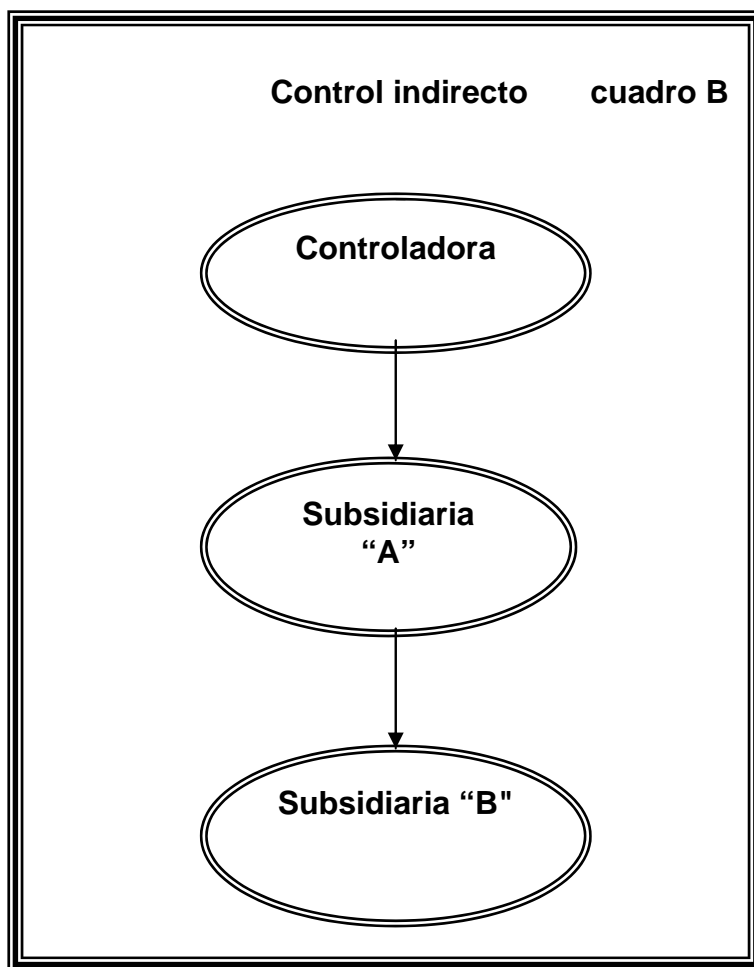 Control indirecto cuadro B
Controladora
Subsidiaria
“A”
Subsidiaria “B"